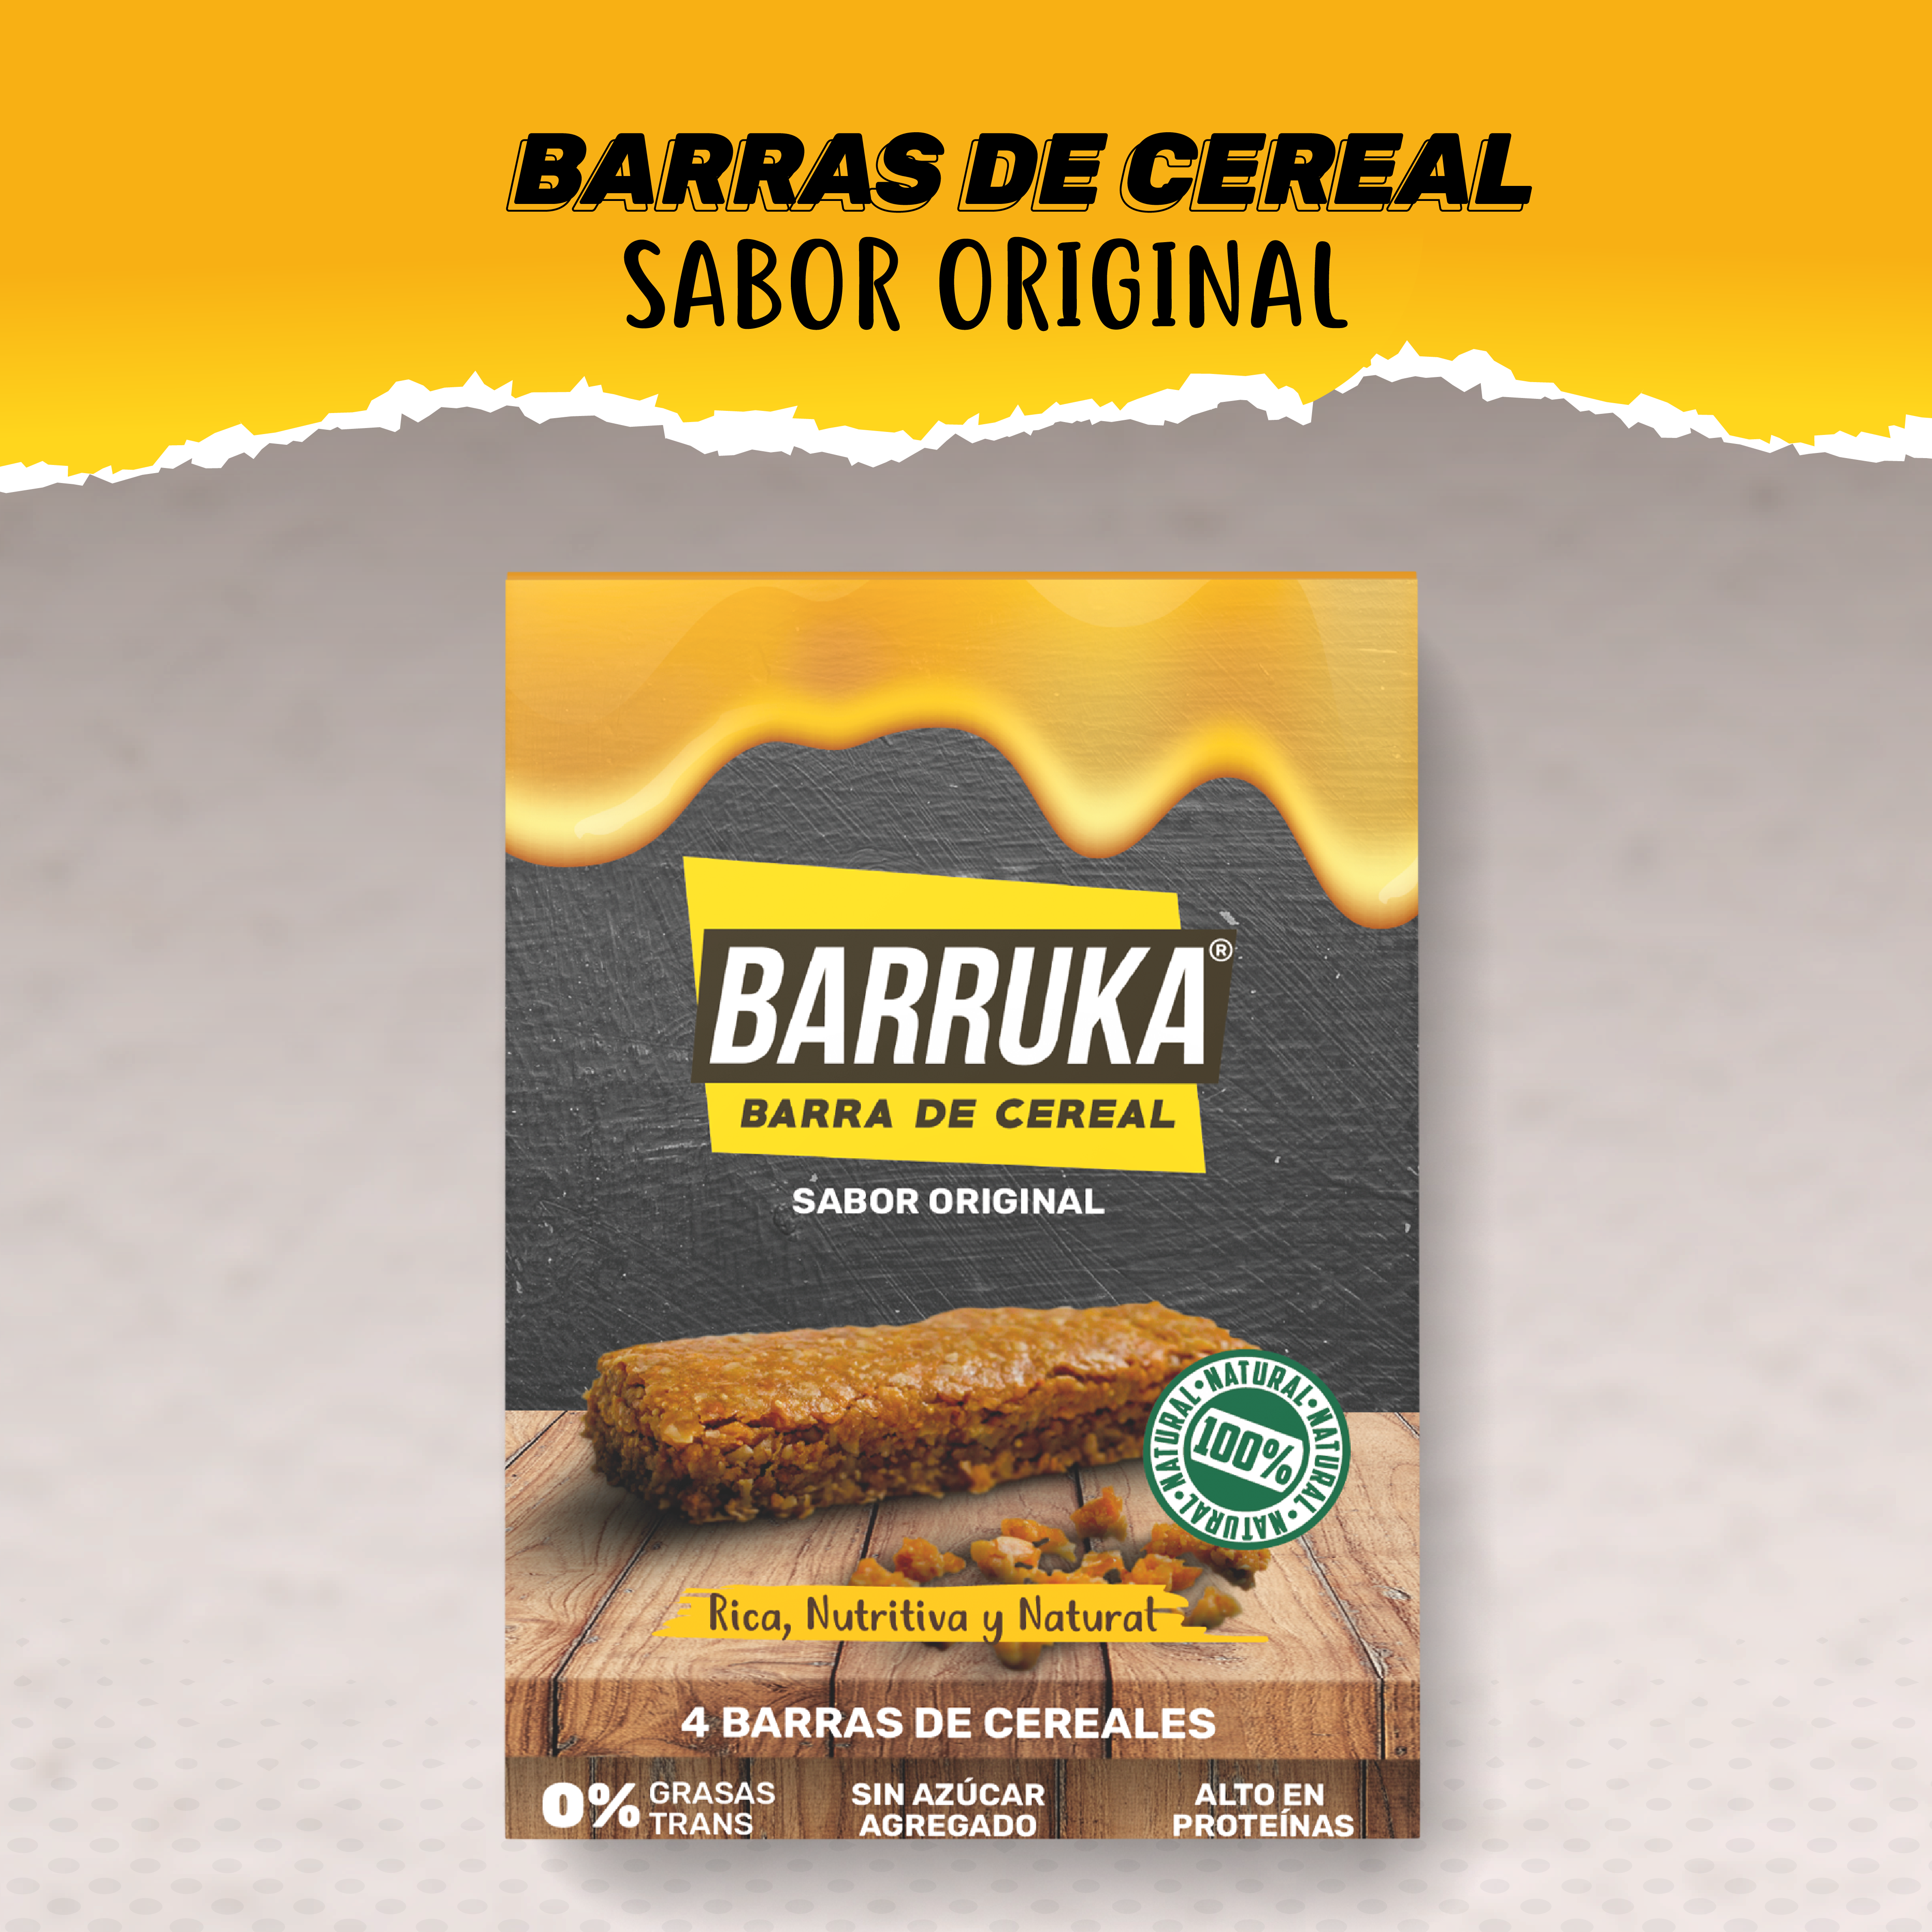 BARRAS DE CEREAL
SABOR ORIGINAL
BARRUKA®
BARRA DE CEREAL
SABOR ORIGINAL
NATURAL • NATURAL • NATURAL • NATURAL •
100%
Rica, Nutritiva y Natural
4 BARRAS DE CEREALES
0% GRASAS TRANS
SIN AZÚCAR AGREGADO
ALTO EN PROTEÍNAS